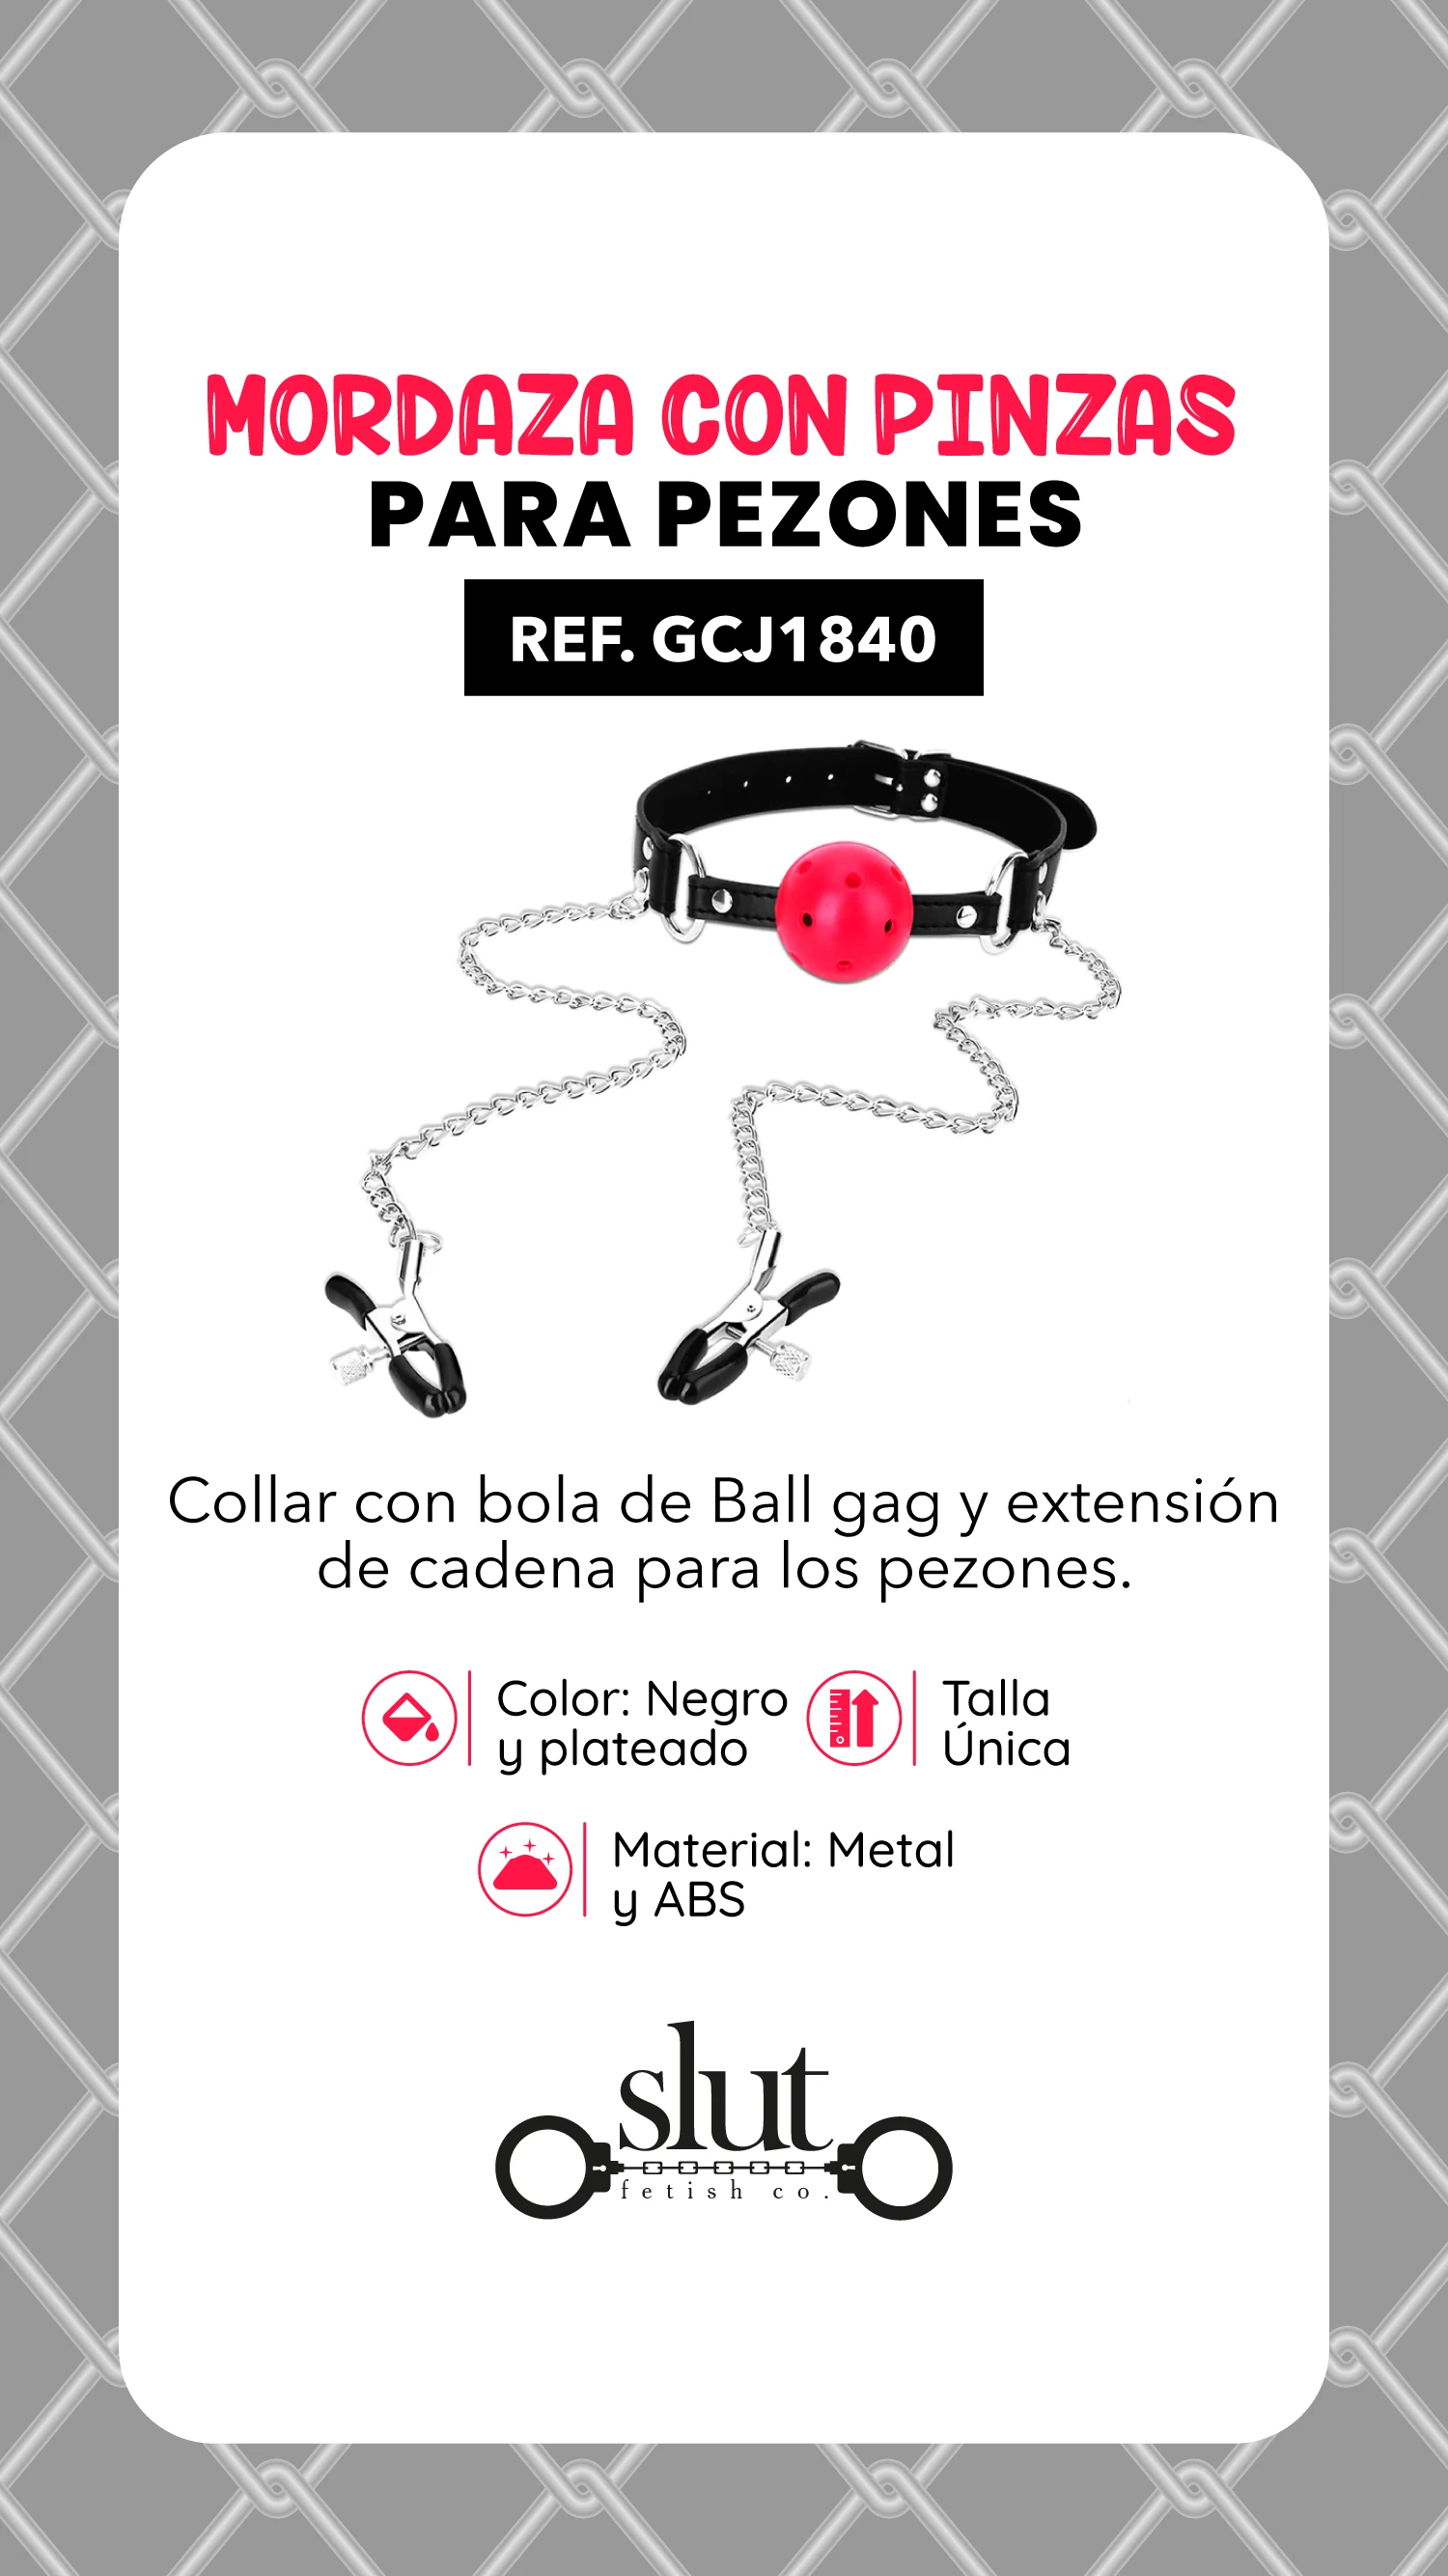 MORDAZA CON PINZAS
PARA PEZONES
REF. GCJ1840
Collar con bola de Ball gag y extensión
de cadena para los pezones.
Color: Negro
y plateado
Talla
Única
Material: Metal
y ABS
slut
fetish co.